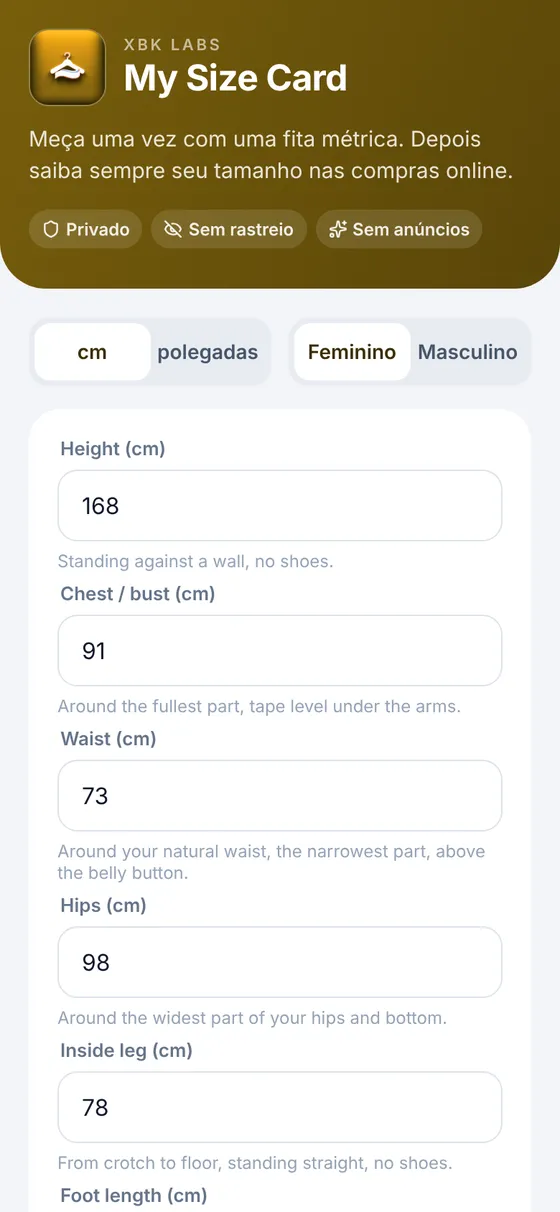 XBK LABS
My Size Card
Meça uma vez com uma fita métrica. Depois
saiba sempre seu tamanho nas compras online.
Privado
Sem rastreio
Sem anúncios
cm
polegadas
Feminino
Masculino
Height (cm)
168
Standing against a wall, no shoes.
Chest / bust (cm)
91
Around the fullest part, tape level under the arms.
Waist (cm)
73
Around your natural waist, the narrowest part, above
the belly button.
Hips (cm)
98
Around the widest part of your hips and bottom.
Inside leg (cm)
78
From crotch to floor, standing straight, no shoes.
Foot length (cm)